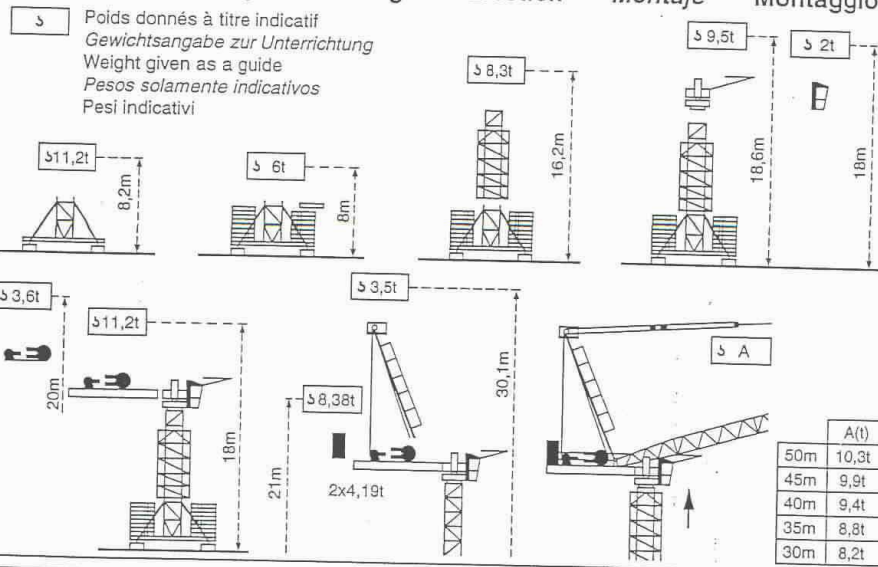 Montaje Montaggio
Poids donnés à titre indicatif
Gewichtsangabe zur Unterrichtung
Weight given as a guide
Pesos solamente indicativos
Pesi indicativi
11,2t
8,2m
6t
8m
8,3t
16,2m
9,5t
18,6m
2t
18m
3,6t
20m
11,2t
18m
3,5t
30,1m
8,38t
21m
2x4,19t
A
A(t)
50m 10,3t
45m 9,9t
40m 9,4t
35m 8,8t
30m 8,2t